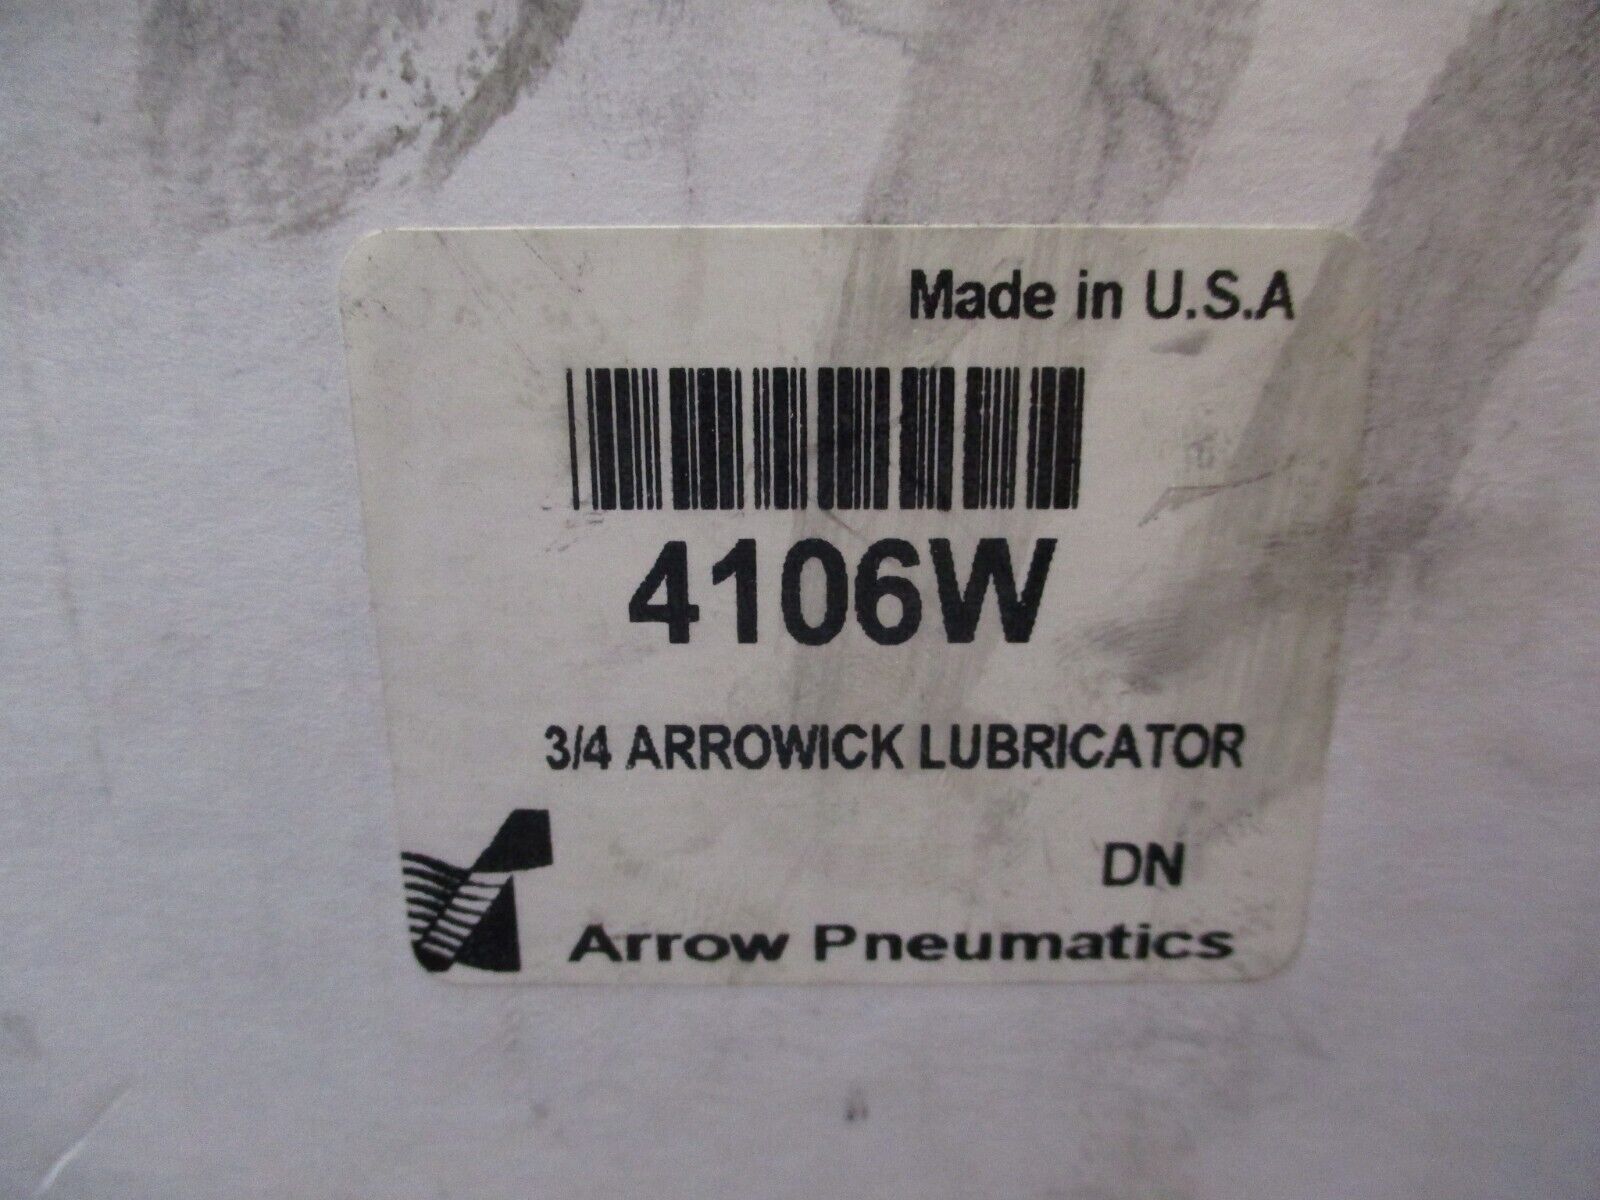 Made in U.S.A
4106W
3/4 ARROWICK LUBRICATOR
DN
Arrow Pneumatics